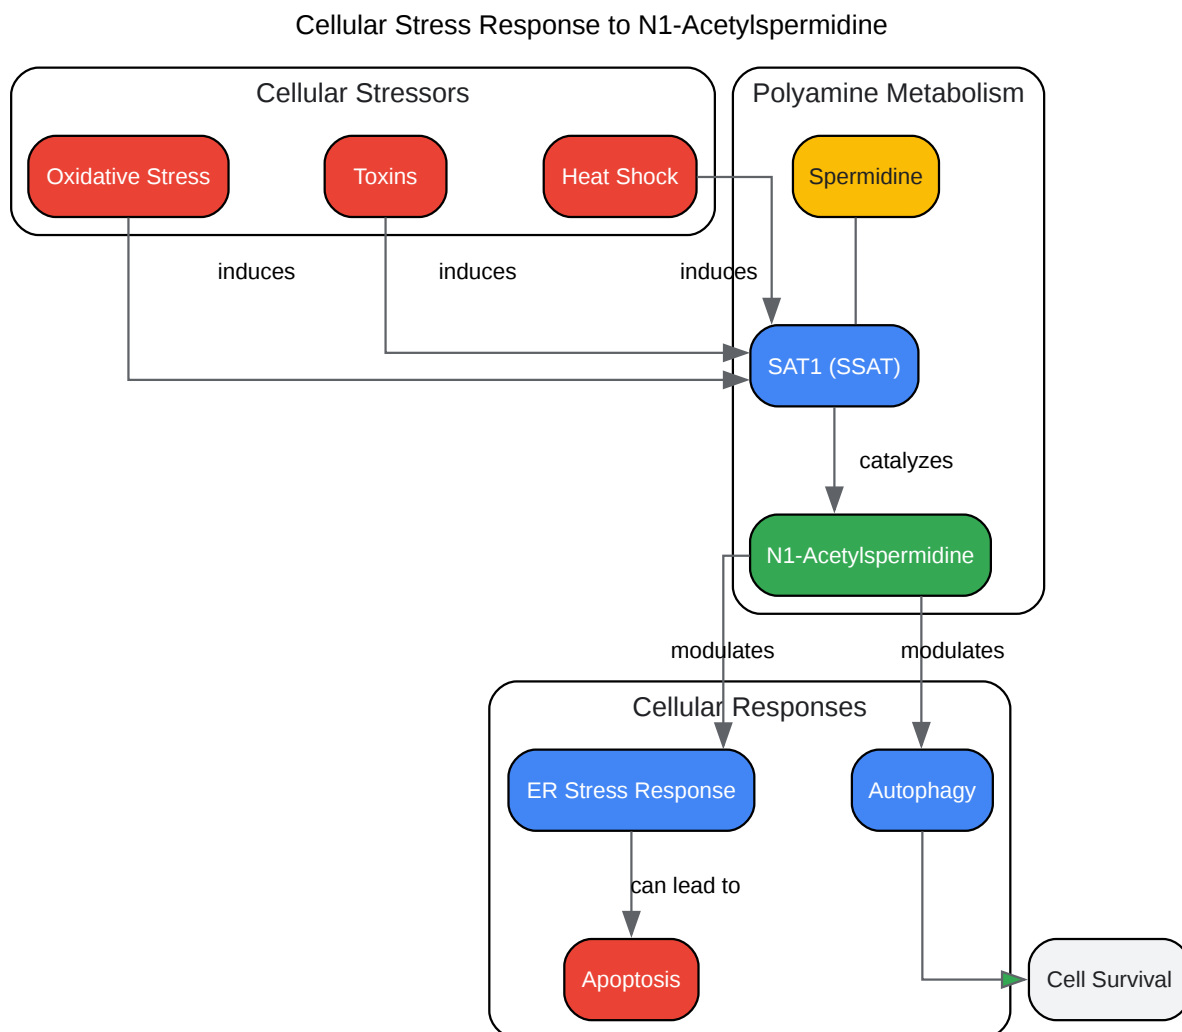 Cellular Stress Response to N1-Acetylspermidine
Cellular Stressors
Polyamine Metabolism
Oxidative Stress
Toxins
Heat Shock
Spermidine
induces
induces
induces
SAT1 (SSAT)
catalyzes
N1-Acetylspermidine
modulates
modulates
Cellular Responses
ER Stress Response
Autophagy
can lead to
Apoptosis
Cell Survival